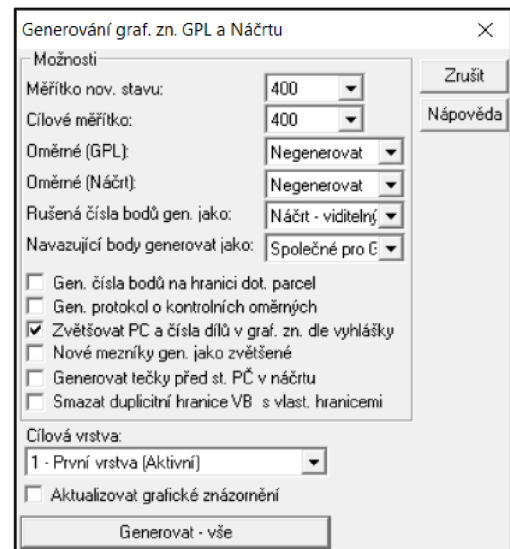 Generování graf. zn. GPL a Náčrtu
Možnosti
Zrušit
Nápověda
Měřítko nov. stavu: 400
Cílové měřítko: 400
Oměrné (GPL): Negenerovat
Oměrné (Náčrt): Negenerovat
Rušená čísla bodů gen. jako: Náčrt - viditelný
Navazující body generovat jako: Společné pro G
Gen. čísla bodů na hranici dot. parcel
Gen. protokol o kontrolních oměrných
Zvětšovat PC a čísla dílů v graf. zn. dle vyhlášky
Nové mezníky gen. jako zvětšené
Generovat tečky před st. PČ v náčrtu
Smazat duplicitní hranice VB s vlast. hranicemi
Cílová vrstva:
1 - První vrstva (Aktivní)
Aktualizovat grafické znázornění
Generovat - vše